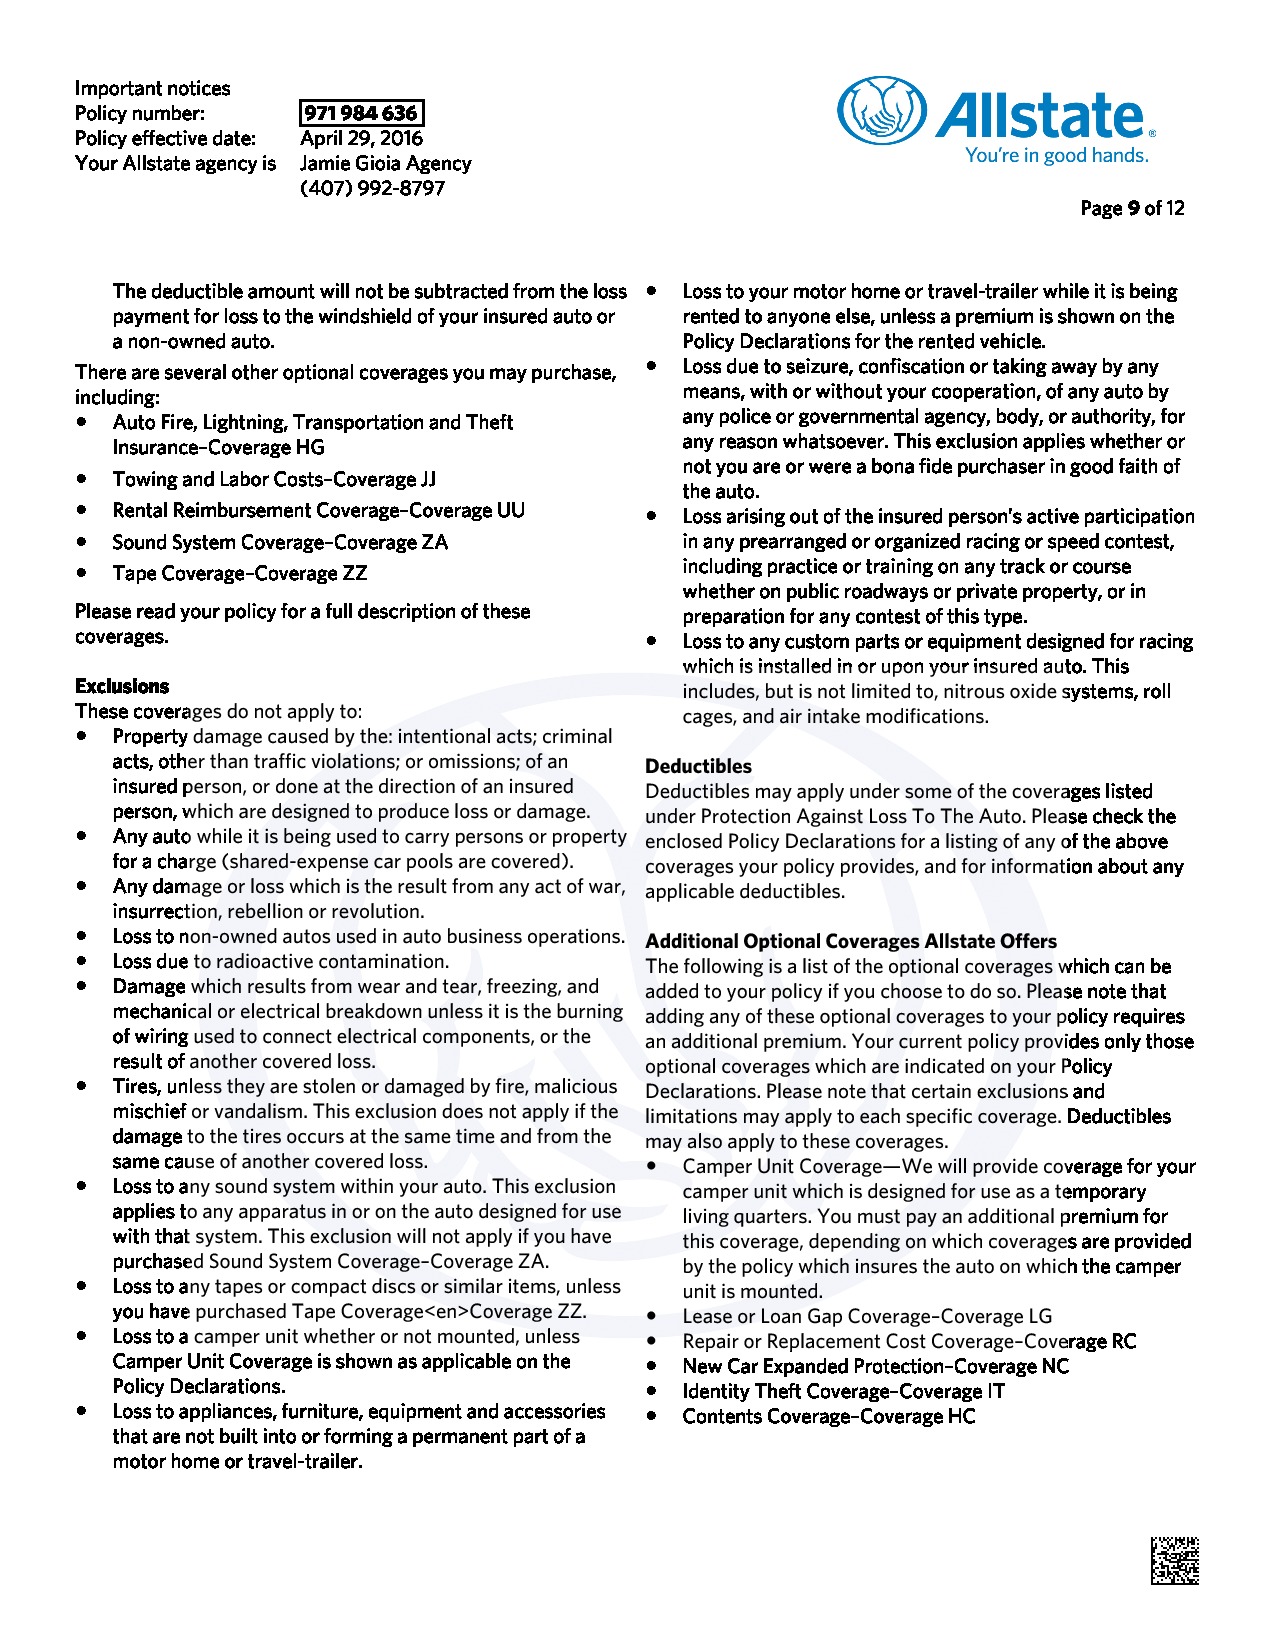 Important notices
Policy number: 971 984 636
Policy effective date: April 29, 2016
Your Allstate agency is Jamie Gioia Agency
(407) 992-8797
Allstate®
You're in good hands.
Page 9 of 12
The deductible amount will not be subtracted from the loss
payment for loss to the windshield of your insured auto or
a non-owned auto.
There are several other optional coverages you may purchase,
including:
• Auto Fire, Lightning, Transportation and Theft
Insurance–Coverage HG
• Towing and Labor Costs–Coverage JJ
• Rental Reimbursement Coverage–Coverage UU
• Sound System Coverage–Coverage ZA
• Tape Coverage–Coverage ZZ
Please read your policy for a full description of these
coverages.
Exclusions
These coverages do not apply to:
• Property damage caused by the: intentional acts; criminal
acts, other than traffic violations; or omissions; of an
insured person, or done at the direction of an insured
person, which are designed to produce loss or damage.
• Any auto while it is being used to carry persons or property
for a charge (shared-expense car pools are covered).
• Any damage or loss which is the result from any act of war,
insurrection, rebellion or revolution.
• Loss to non-owned autos used in auto business operations.
• Loss due to radioactive contamination.
• Damage which results from wear and tear, freezing, and
mechanical or electrical breakdown unless it is the burning
of wiring used to connect electrical components, or the
result of another covered loss.
• Tires, unless they are stolen or damaged by fire, malicious
mischief or vandalism. This exclusion does not apply if the
damage to the tires occurs at the same time and from the
same cause of another covered loss.
• Loss to any sound system within your auto. This exclusion
applies to any apparatus in or on the auto designed for use
with that system. This exclusion will not apply if you have
purchased Sound System Coverage–Coverage ZA.
• Loss to any tapes or compact discs or similar items, unless
you have purchased Tape Coverage<en>Coverage ZZ.
• Loss to a camper unit whether or not mounted, unless
Camper Unit Coverage is shown as applicable on the
Policy Declarations.
• Loss to appliances, furniture, equipment and accessories
that are not built into or forming a permanent part of a
motor home or travel-trailer.
• Loss to your motor home or travel-trailer while it is being
rented to anyone else, unless a premium is shown on the
Policy Declarations for the rented vehicle.
• Loss due to seizure, confiscation or taking away by any
means, with or without your cooperation, of any auto by
any police or governmental agency, body, or authority, for
any reason whatsoever. This exclusion applies whether or
not you are or were a bona fide purchaser in good faith of
the auto.
• Loss arising out of the insured person's active participation
in any prearranged or organized racing or speed contest,
including practice or training on any track or course
whether on public roadways or private property, or in
preparation for any contest of this type.
• Loss to any custom parts or equipment designed for racing
which is installed in or upon your insured auto. This
includes, but is not limited to, nitrous oxide systems, roll
cages, and air intake modifications.
Deductibles
Deductibles may apply under some of the coverages listed
under Protection Against Loss To The Auto. Please check the
enclosed Policy Declarations for a listing of any of the above
coverages your policy provides, and for information about any
applicable deductibles.
Additional Optional Coverages Allstate Offers
The following is a list of the optional coverages which can be
added to your policy if you choose to do so. Please note that
adding any of these optional coverages to your policy requires
an additional premium. Your current policy provides only those
optional coverages which are indicated on your Policy
Declarations. Please note that certain exclusions and
limitations may apply to each specific coverage. Deductibles
may also apply to these coverages.
• Camper Unit Coverage—We will provide coverage for your
camper unit which is designed for use as a temporary
living quarters. You must pay an additional premium for
this coverage, depending on which coverages are provided
by the policy which insures the auto on which the camper
unit is mounted.
• Lease or Loan Gap Coverage–Coverage LG
• Repair or Replacement Cost Coverage–Coverage RC
• New Car Expanded Protection–Coverage NC
• Identity Theft Coverage–Coverage IT
• Contents Coverage–Coverage HC